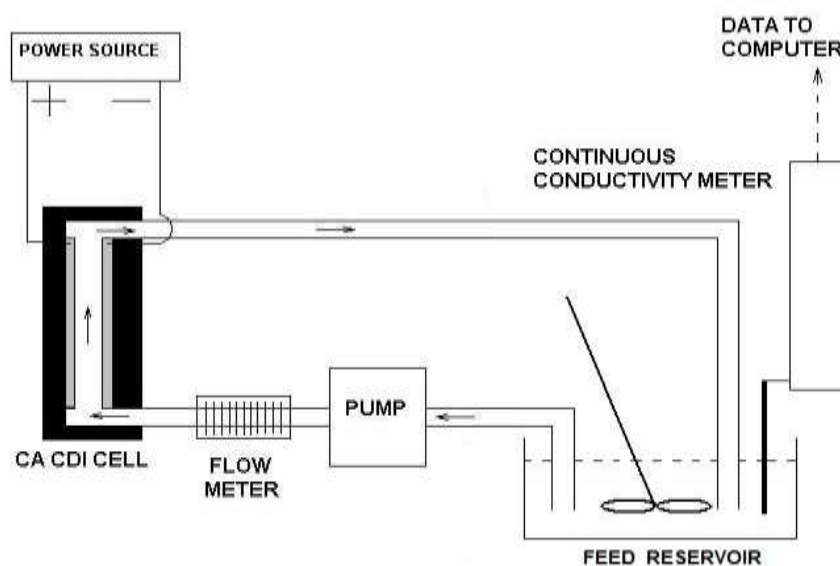 POWER SOURCE
+ —
DATA TO
COMPUTER
CONTINUOUS
CONDUCTIVITY METER
PUMP
CA CDI CELL
FLOW
METER
FEED RESERVOIR